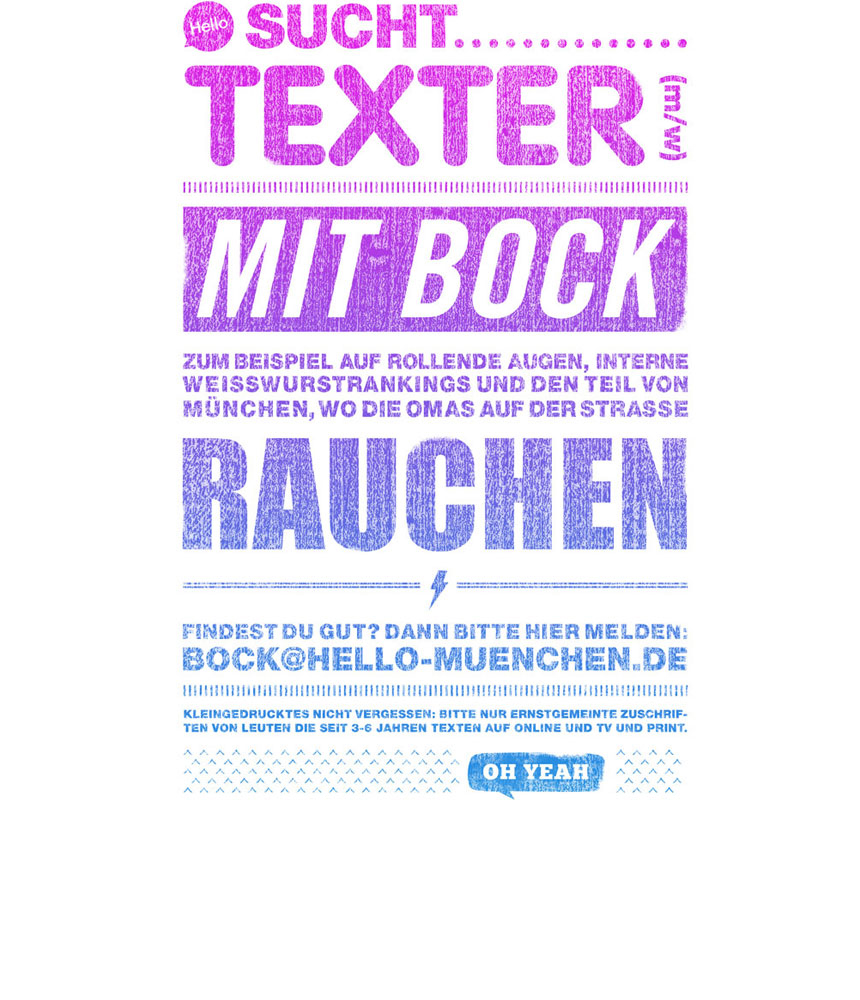 Hello SUCHT..............
TEXTER (m/w)
MIT BOCK
ZUM BEISPIEL AUF ROLLENDE AUGEN, INTERNE
WEISSWURSTRANKINGS UND DEN TEIL VON
MÜNCHEN, WO DIE OMAS AUF DER STRASSE
RAUCHEN
FINDEST DU GUT? DANN BITTE HIER MELDEN:
BOCK@HELLO-MUENCHEN.DE
KLEINGEDRUCKTES NICHT VERGESSEN: BITTE NUR ERNSTGEMEINTE ZUSCHRIF-
TEN VON LEUTEN DIE SEIT 3-6 JAHREN TEXTEN AUF ONLINE UND TV UND PRINT.
OH YEAH